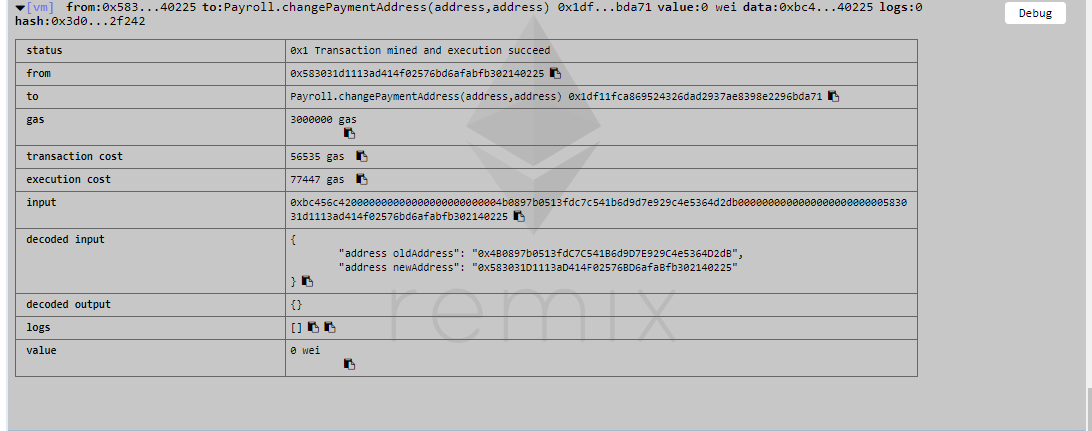 [vm] from:0x583...40225 to:Payroll.changePaymentAddress(address,address) 0x1df...bda71 value:0 wei data:0xbc4...40225 logs:0
hash:0x3d0...2f242
Debug
status 0x1 Transaction mined and execution succeed
from 0x583031d1113ad414f02576bd6afabfb302140225
to Payroll.changePaymentAddress(address,address) 0x1df11fca869524326dad2937ae8398e2296bda71
gas 3000000 gas
transaction cost 56535 gas
execution cost 77447 gas
input 0xbc456c420000000000000000000000004b0897b0513fdc7c541b6d9d7e929c4e5364d2db0000000000000000000000005830
31d1113ad414f02576bd6afabfb302140225
decoded input {
"address oldAddress": "0x4B0897b0513fdC7C541B6d9D7E929C4e5364D2dB",
"address newAddress": "0x583031D1113aD414F02576BD6afaBfb302140225"
}
decoded output {}
logs []
value 0 wei
remix